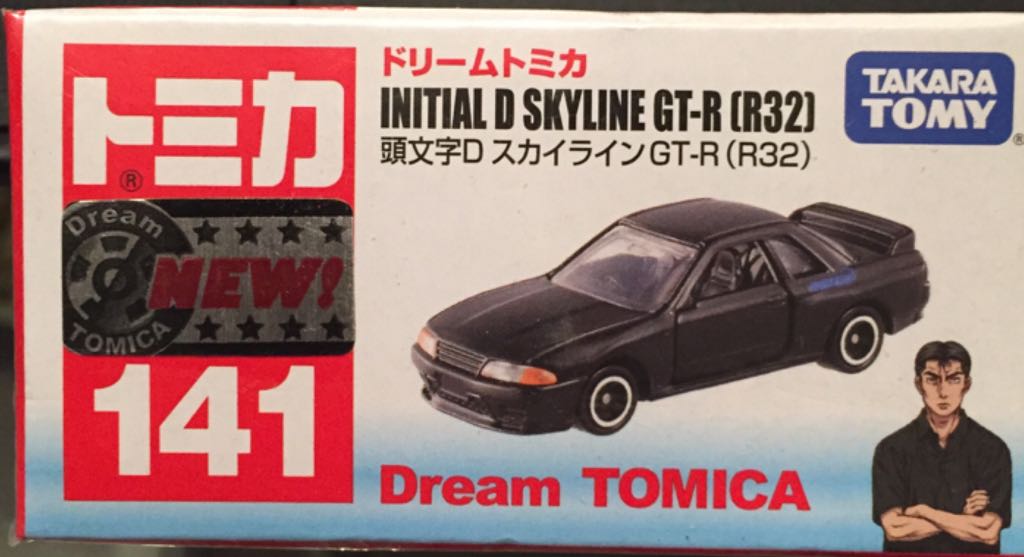 トミカ
®
Dream
NEW!
TOMICA
141
ドリームトミカ
INITIAL D SKYLINE GT-R (R32)
頭文字D スカイラインGT-R(R32)
TAKARA
TOMY
®
Dream TOMICA